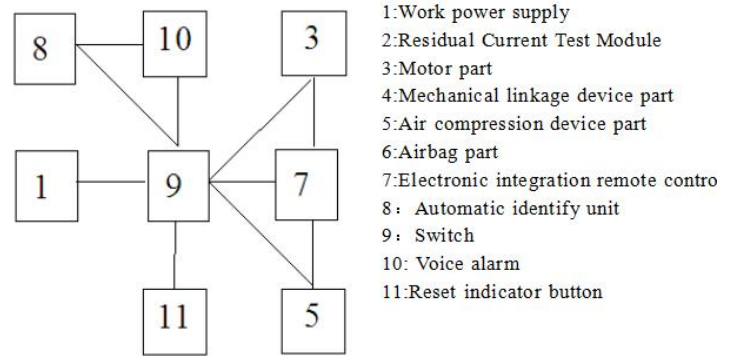 8
10
3
1
9
7
11
5
1:Work power supply
2:Residual Current Test Module
3:Motor part
4:Mechanical linkage device part
5:Air compression device part
6:Airbag part
7:Electronic integration remote contro
8：Automatic identify unit
9：Switch
10: Voice alarm
11:Reset indicator button